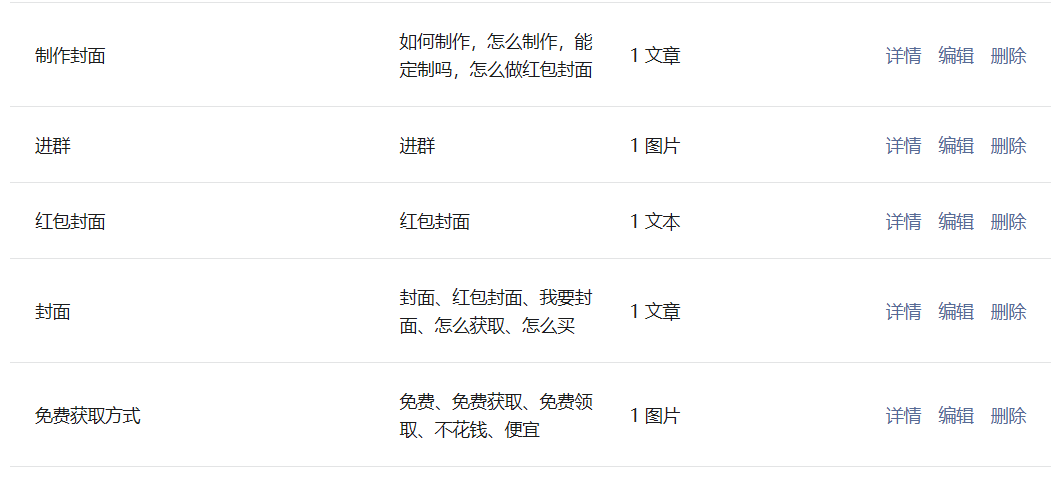 制作封面
如何制作，怎么制作，能
定制吗，怎么做红包封面
1 文章
详情 编辑 删除
进群
进群
1 图片
详情 编辑 删除
红包封面
红包封面
1 文本
详情 编辑 删除
封面
封面、红包封面、我要封
面、怎么获取、怎么买
1 文章
详情 编辑 删除
免费获取方式
免费、免费获取、免费领
取、不花钱、便宜
1 图片
详情 编辑 删除